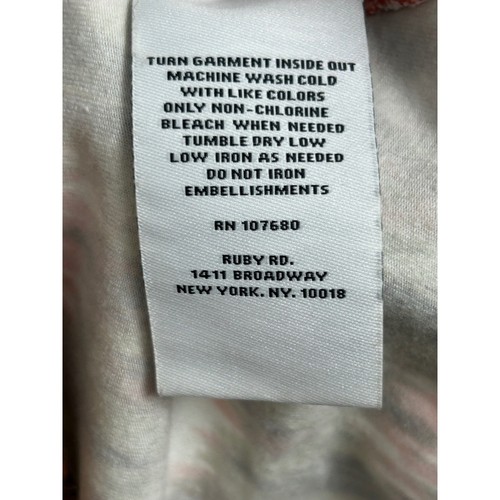 TURN GARMENT INSIDE OUT
MACHINE WASH COLD
WITH LIKE COLORS
ONLY NON-CHLORINE
BLEACH WHEN NEEDED
TUMBLE DRY LOW
LOW IRON AS NEEDED
DO NOT IRON
EMBELLISHMENTS
RN 107680
RUBY RD.
1411 BROADWAY
NEW YORK. NY. 10018